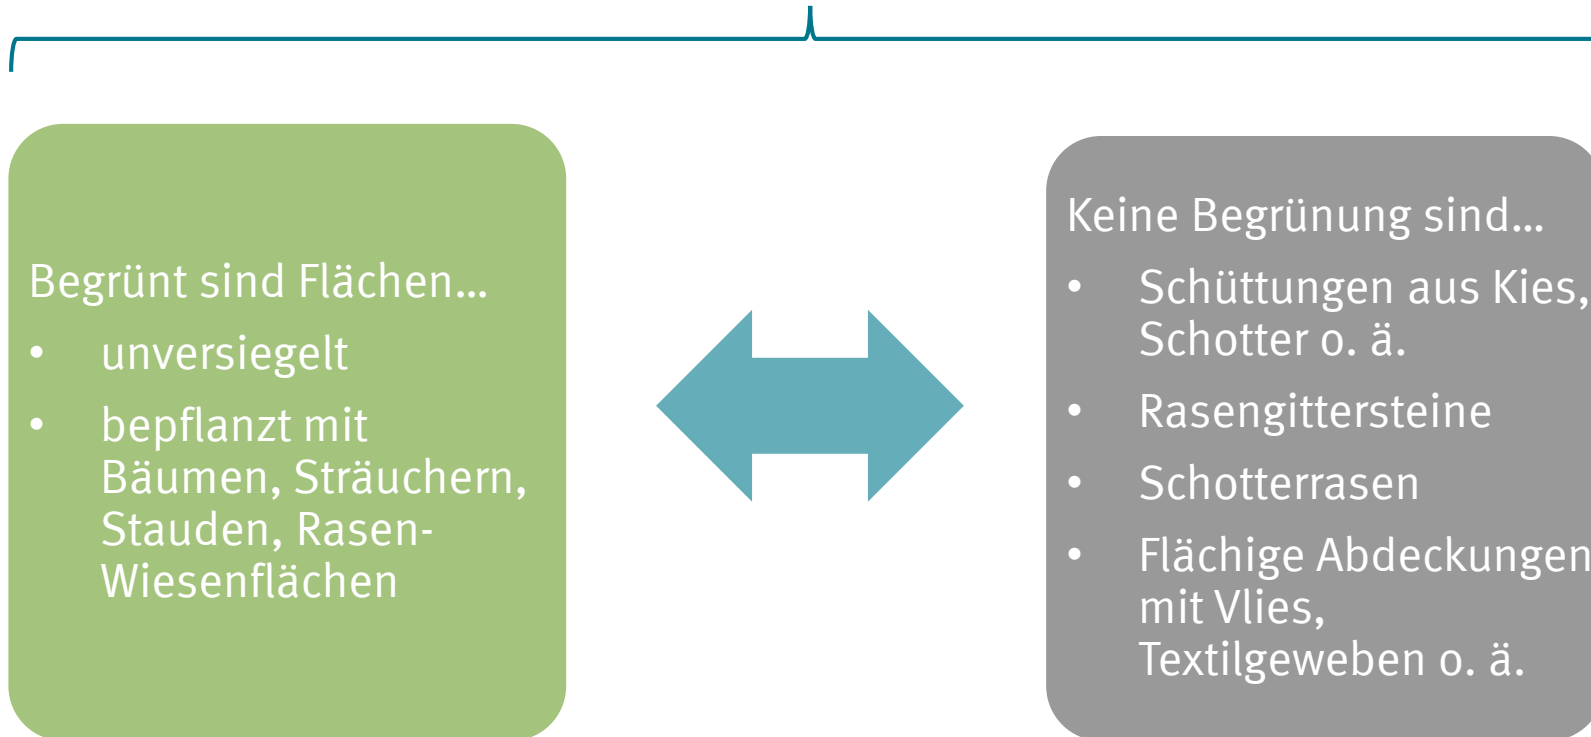 Begrünt sind Flächen...
• unversiegelt
• bepflanzt mit
Bäumen, Sträuchern,
Stauden, Rasen-
Wiesenflächen
Keine Begrünung sind...
• Schüttungen aus Kies,
Schotter o. ä.
• Rasengittersteine
• Schotterrasen
• Flächige Abdeckungen
mit Vlies,
Textilgeweben o. ä.